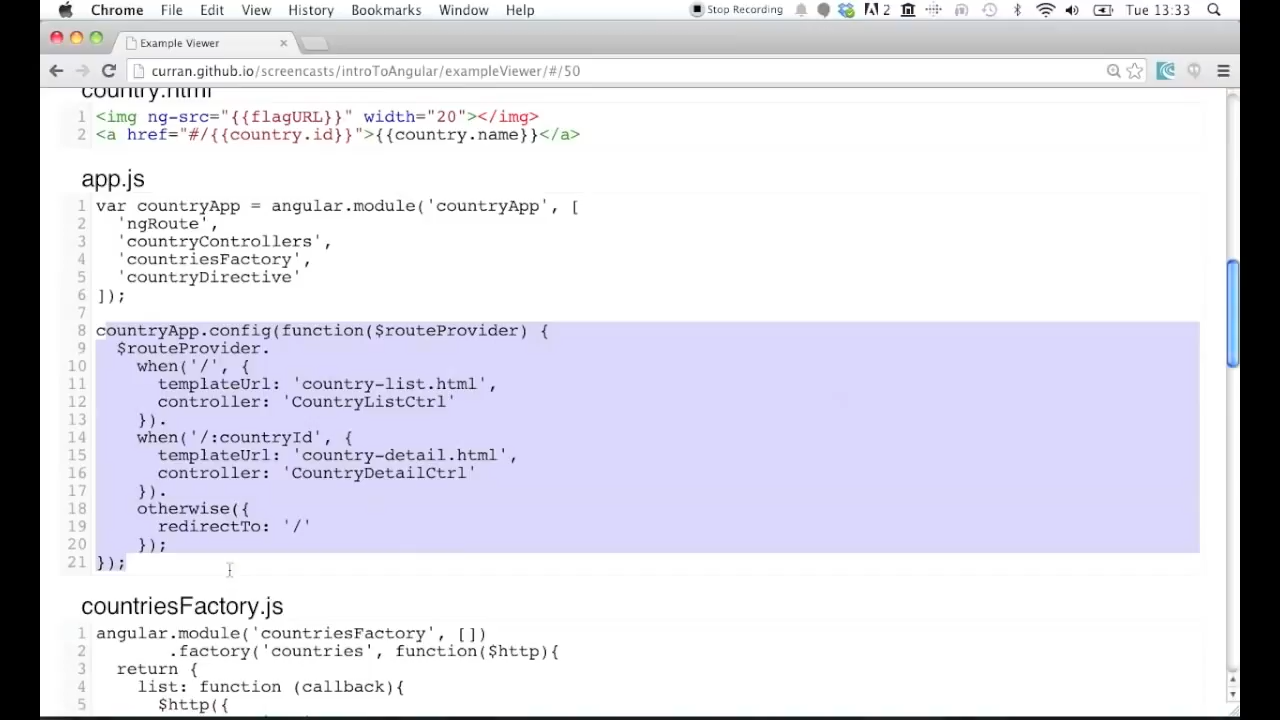 Chrome File Edit View History Bookmarks Window Help Stop Recording 2 Tue 13:33
Example Viewer
curran.github.io/screencasts/introToAngular/exampleViewer/#/50
country.html
1 <img ng-src="{{flagURL}}" width="20"></img>
2 <a href="#/{{country.id}}">{{country.name}}</a>
app.js
1 var countryApp = angular.module('countryApp', [
2 'ngRoute',
3 'countryControllers',
4 'countriesFactory',
5 'countryDirective'
6 ]);
7
8 countryApp.config(function($routeProvider) {
9 $routeProvider.
10 when('/', {
11 templateUrl: 'country-list.html',
12 controller: 'CountryListCtrl'
13 }).
14 when('/:countryId', {
15 templateUrl: 'country-detail.html',
16 controller: 'CountryDetailCtrl'
17 }).
18 otherwise({
19 redirectTo: '/'
20 });
21 });
countriesFactory.js
1 angular.module('countriesFactory', [])
2 .factory('countries', function($http){
3 return {
4 list: function (callback){
5 $http({